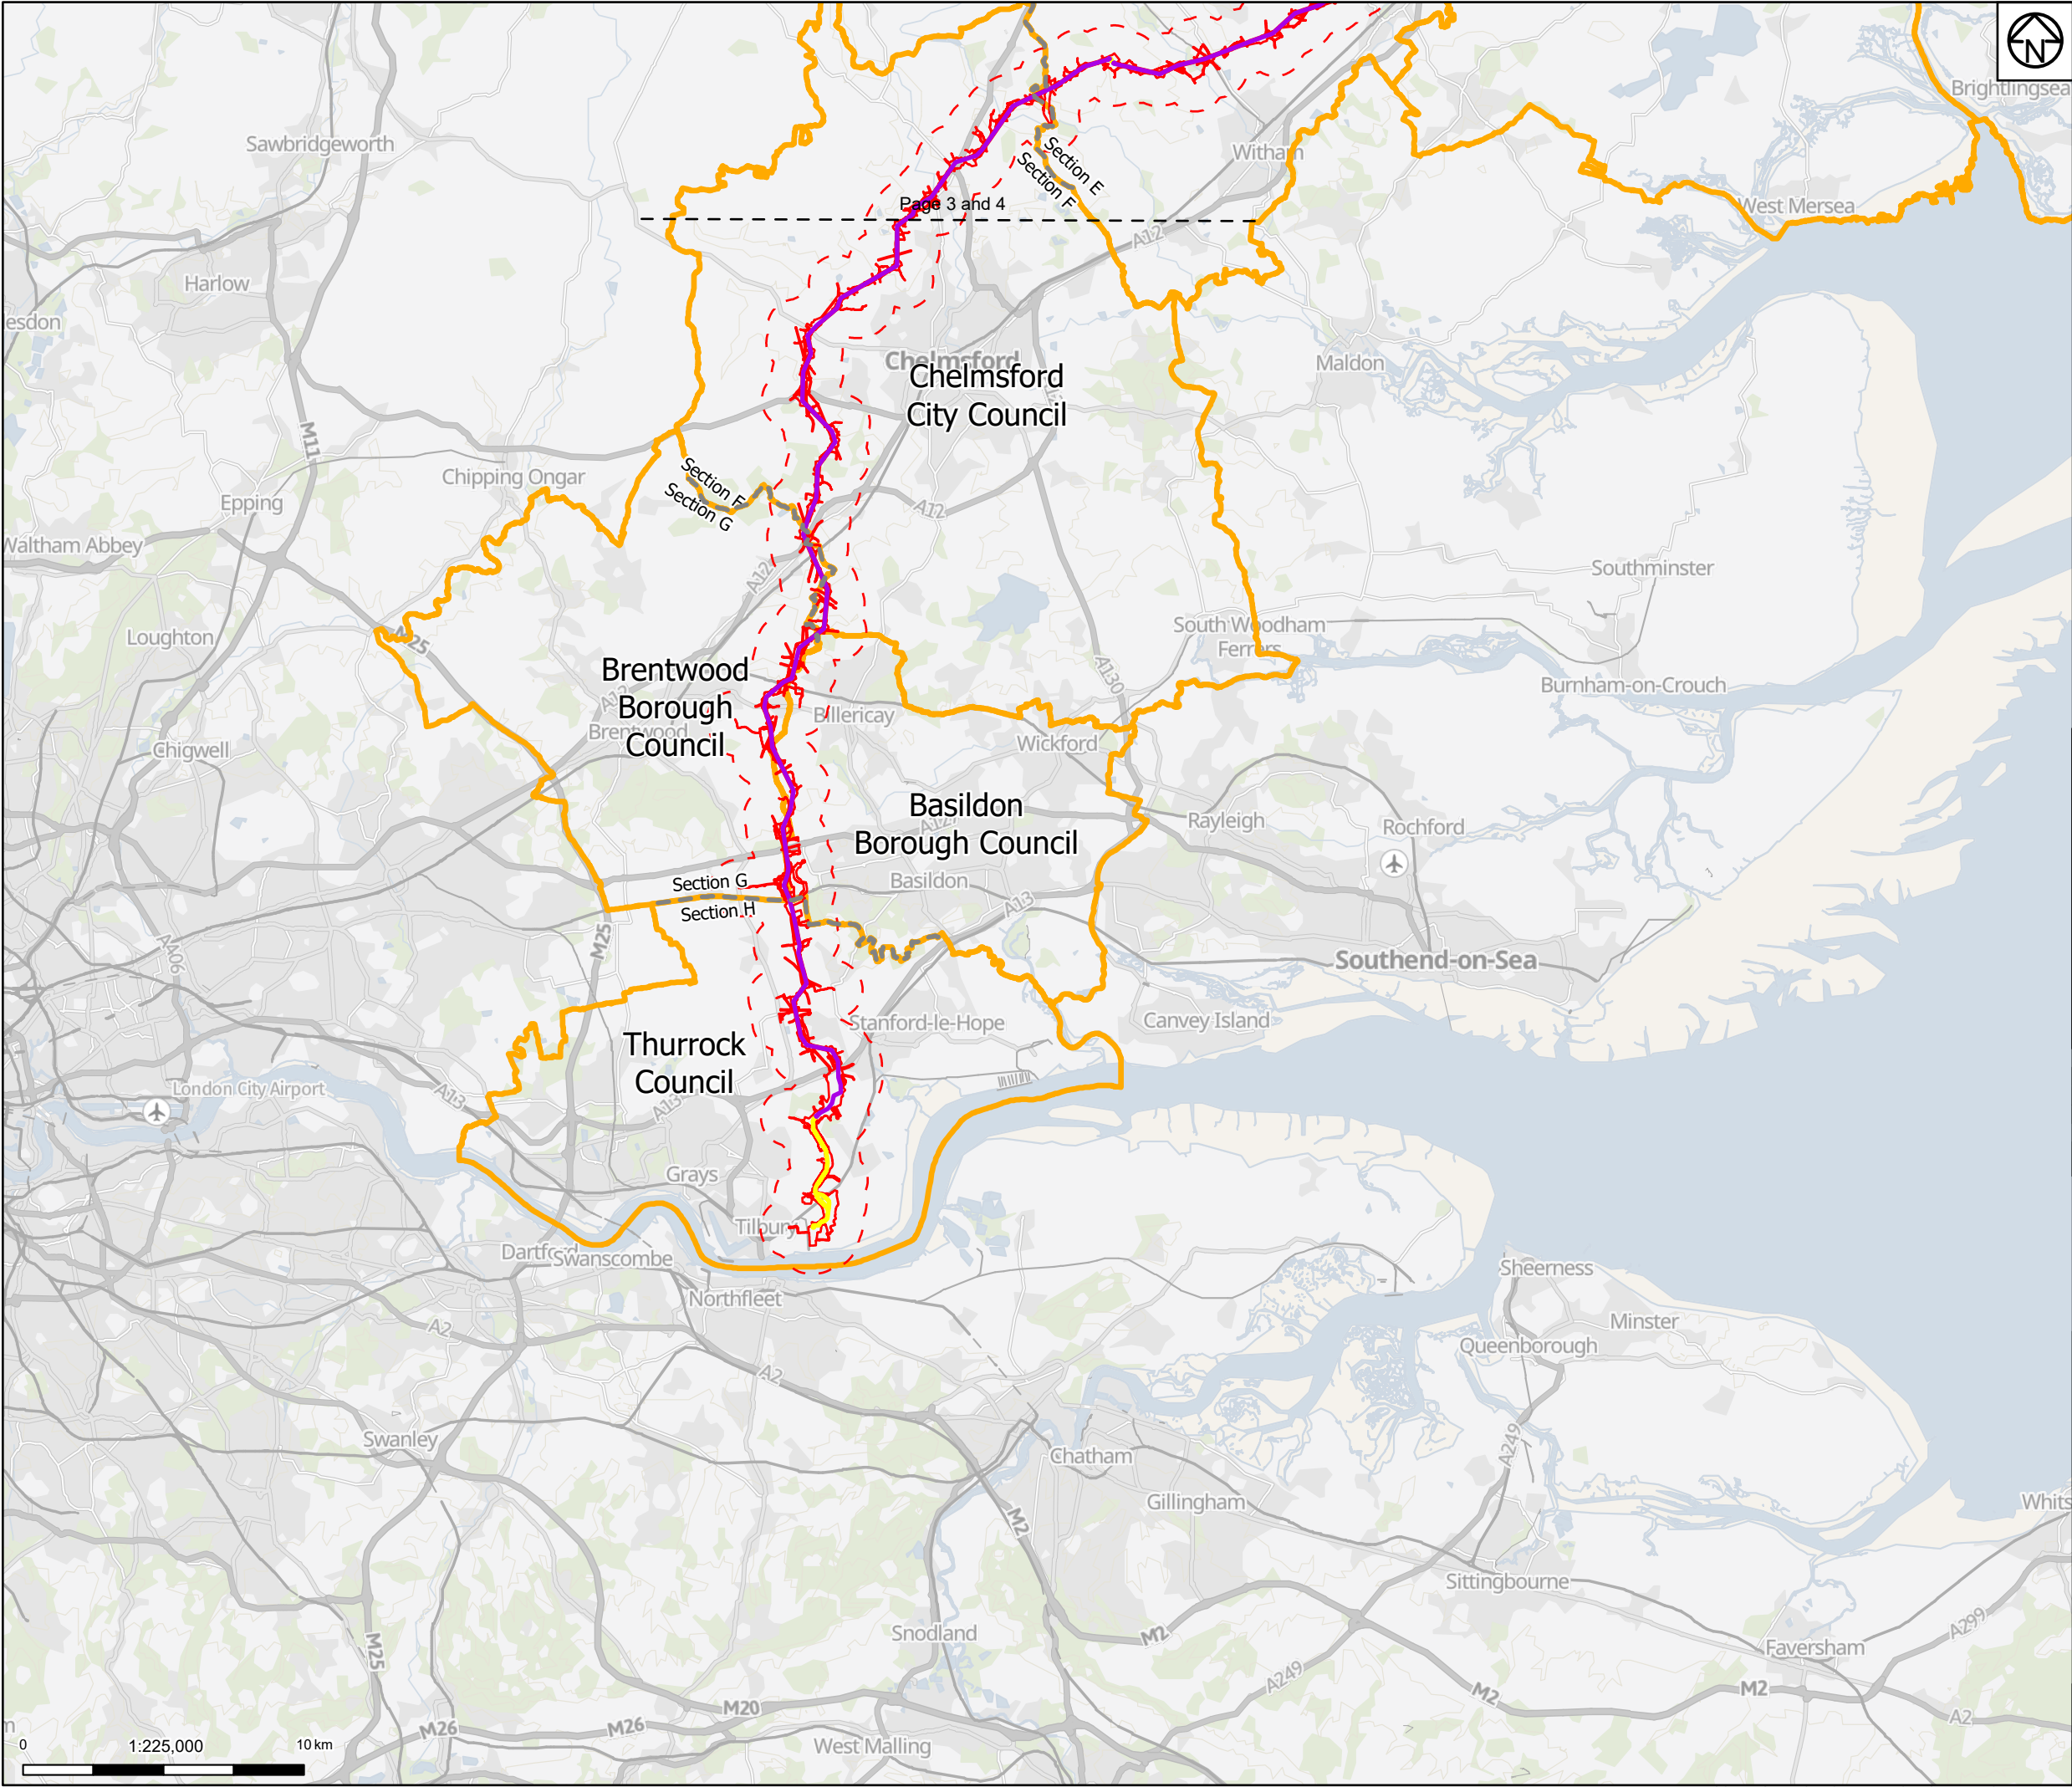 N
Brightlingsea
Sawbridgeworth
Witham
Section E
Section F
Page 3 and 4
West Mersea
A12
Harlow
esdon
Chelmsford
Chelmsford
City Council
Maldon
M11
Chipping Ongar
Section F
Section G
Epping
A12
Waltham Abbey
A12
Southminster
Loughton
M25
South Woodham
Ferrers
Brentwood
Borough
Council
A12
A130
Burnham-on-Crouch
Billericay
Brentwood
Wickford
Chigwell
Basildon
Borough Council
A127
Rayleigh
Rochford
Section G
Basildon
Section H
A13
M25
A406
Southend-on-Sea
Stanford-le-Hope
Canvey Island
Thurrock
Council
London City Airport
A13
A13
Grays
Tilbury
Dartford
Swanscombe
Sheerness
Northfleet
Minster
A2
Queenborough
A2
Swanley
A249
Chatham
Gillingham
Whits
M2
Sittingbourne
M25
Snodland
M2
Faversham
A299
A249
M2
M2
M20
A2
M26
M26
m
West Malling
0
1:225,000
10 km